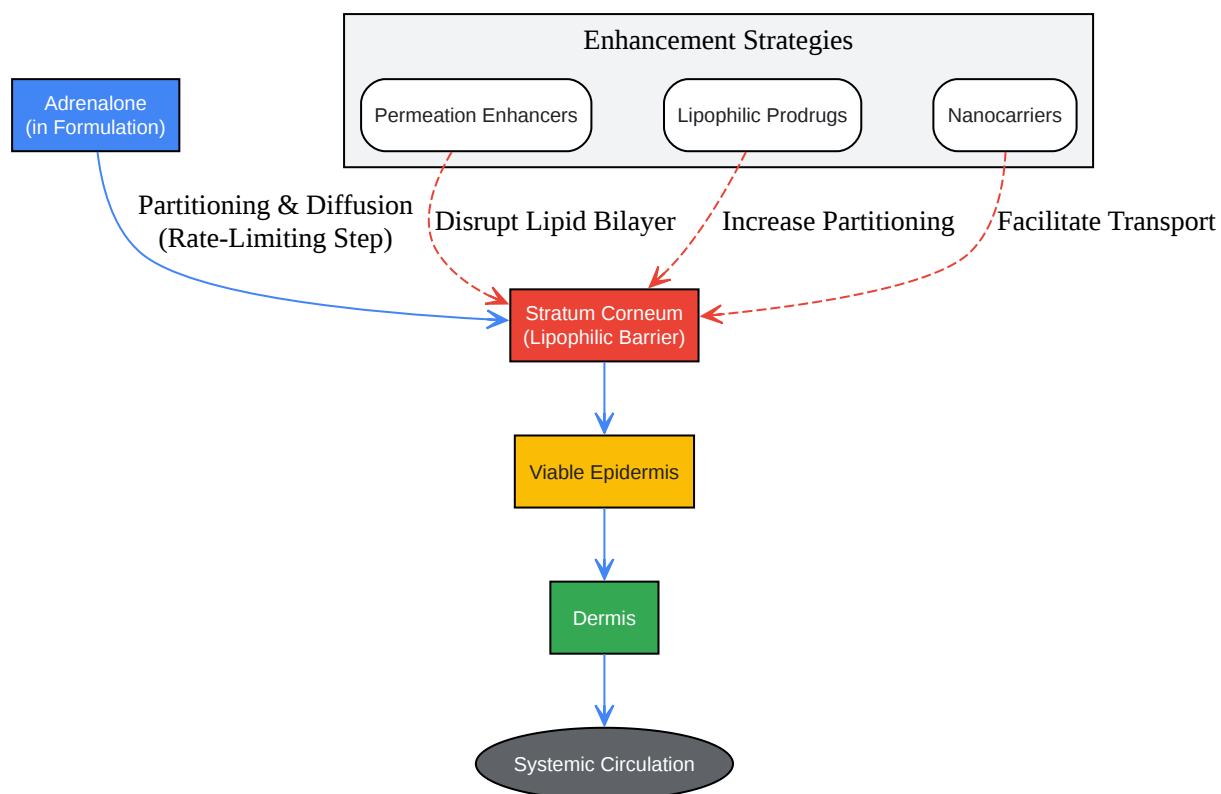 Enhancement Strategies
Adrenalone
(in Formulation)
Permeation Enhancers
Lipophilic Prodrugs
Nanocarriers
Partitioning & Diffusion
(Rate-Limiting Step)
Disrupt Lipid Bilayer
Increase Partitioning
Facilitate Transport
Stratum Corneum
(Lipophilic Barrier)
Viable Epidermis
Dermis
Systemic Circulation